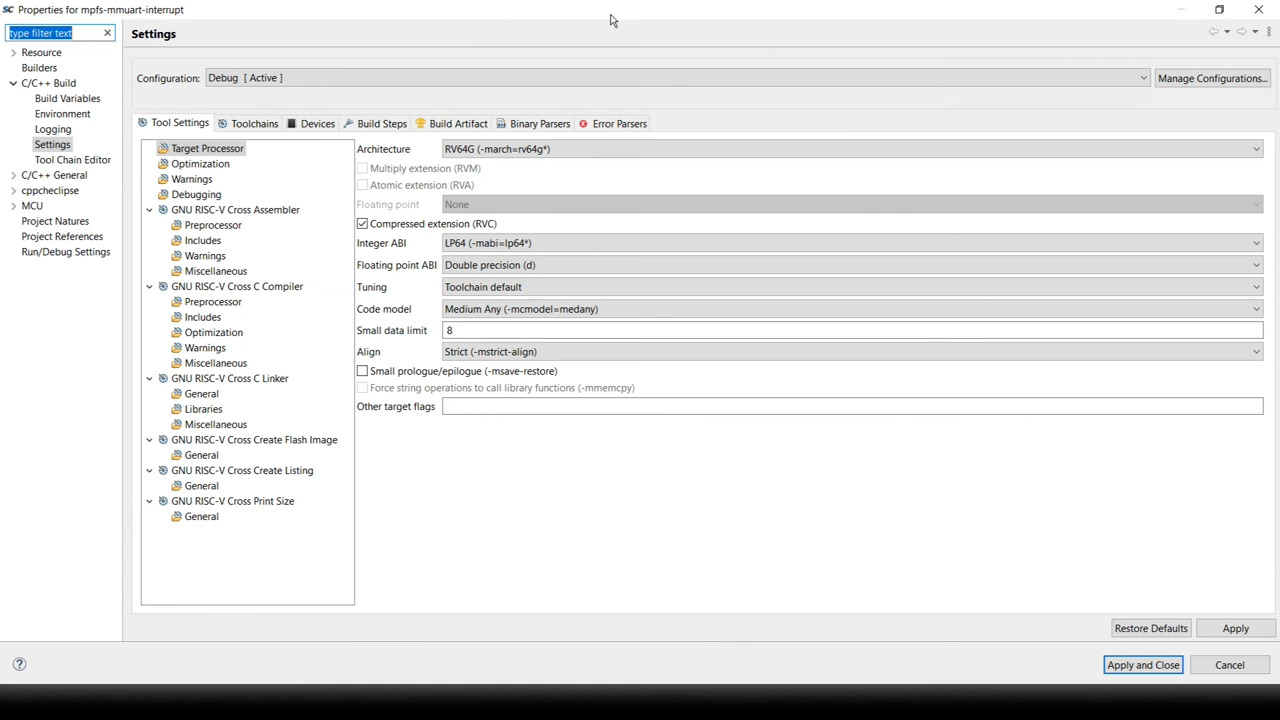 SC Properties for mpfs-mmuart-interrupt
type filter text
Resource
Builders
C/C++ Build
Build Variables
Environment
Logging
Settings
Tool Chain Editor
C/C++ General
cppcheclipse
MCU
Project Natures
Project References
Run/Debug Settings
Settings
Configuration: Debug [ Active ] Manage Configurations...
Tool Settings Toolchains Devices Build Steps Build Artifact Binary Parsers Error Parsers
Target Processor
Optimization
Warnings
Debugging
GNU RISC-V Cross Assembler
Preprocessor
Includes
Warnings
Miscellaneous
GNU RISC-V Cross C Compiler
Preprocessor
Includes
Optimization
Warnings
Miscellaneous
GNU RISC-V Cross C Linker
General
Libraries
Miscellaneous
GNU RISC-V Cross Create Flash Image
General
GNU RISC-V Cross Create Listing
General
GNU RISC-V Cross Print Size
General
Architecture RV64G (-march=rv64g*)
Multiply extension (RVM)
Atomic extension (RVA)
Floating point None
Compressed extension (RVC)
Integer ABI LP64 (-mabi=lp64*)
Floating point ABI Double precision (d)
Tuning Toolchain default
Code model Medium Any (-mcmodel=medany)
Small data limit 8
Align Strict (-mstrict-align)
Small prologue/epilogue (-msave-restore)
Force string operations to call library functions (-mmemcpy)
Other target flags
Restore Defaults Apply
? Apply and Close Cancel